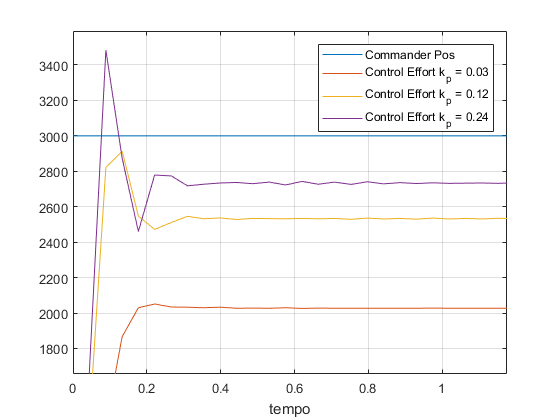 3400
3200
3000
2800
2600
2400
2200
2000
1800
0 0.2 0.4 0.6 0.8 1
tempo
Commander Pos
Control Effort k_p = 0.03
Control Effort k_p = 0.12
Control Effort k_p = 0.24